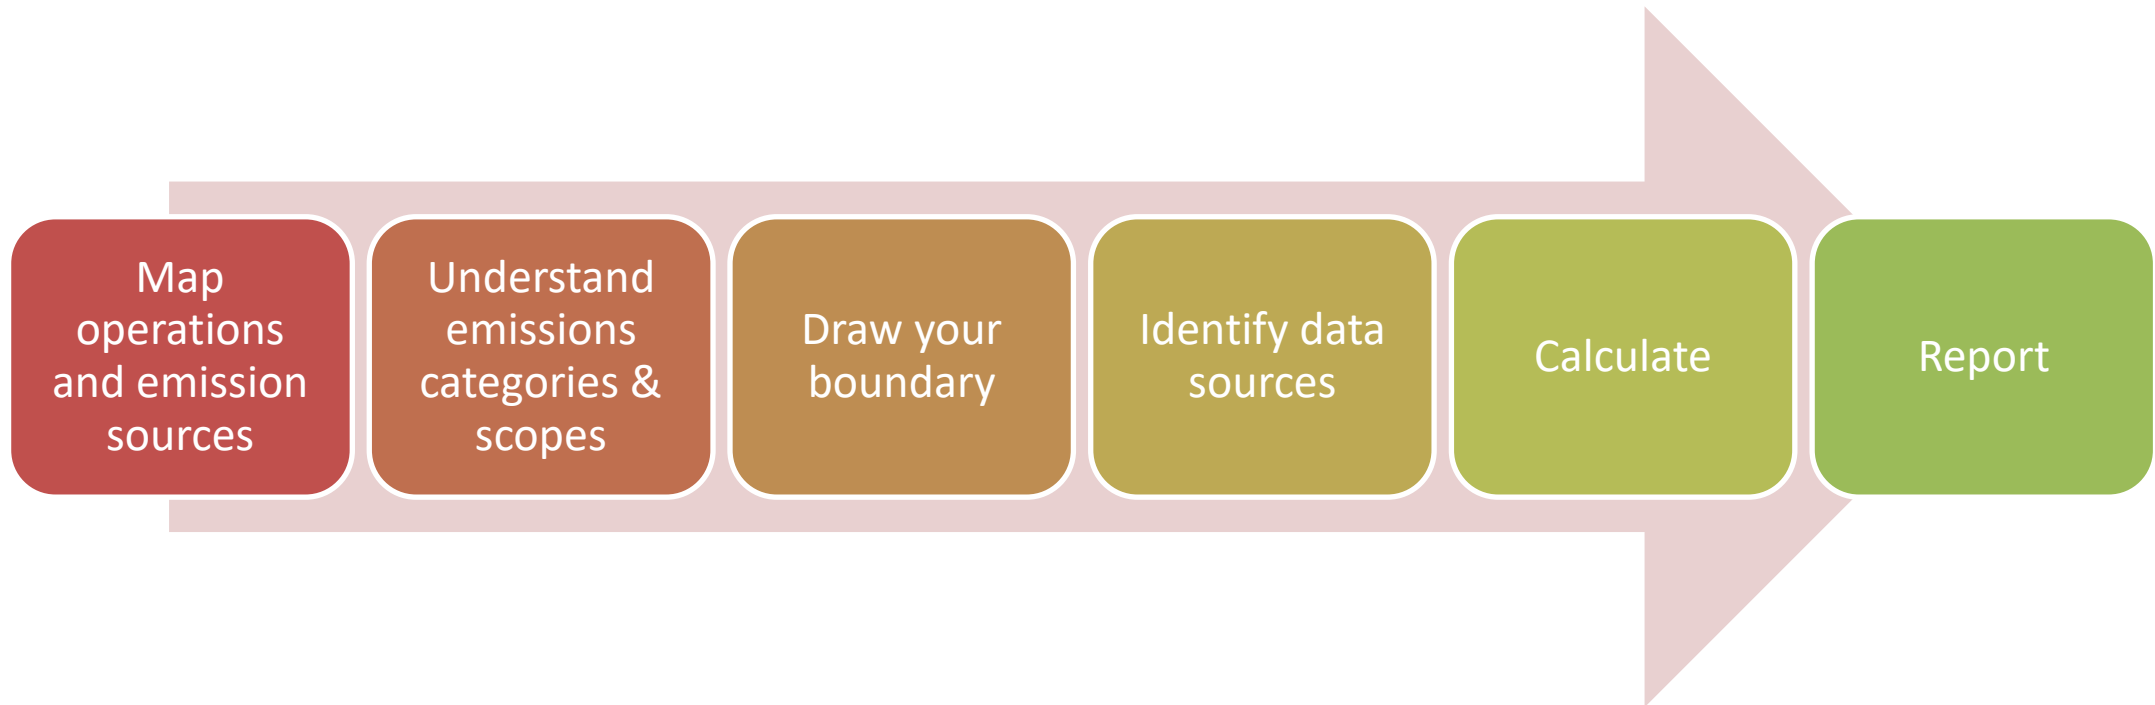 Map
operations
and emission
sources
Understand
emissions
categories &
scopes
Draw your
boundary
Identify data
sources
Calculate
Report